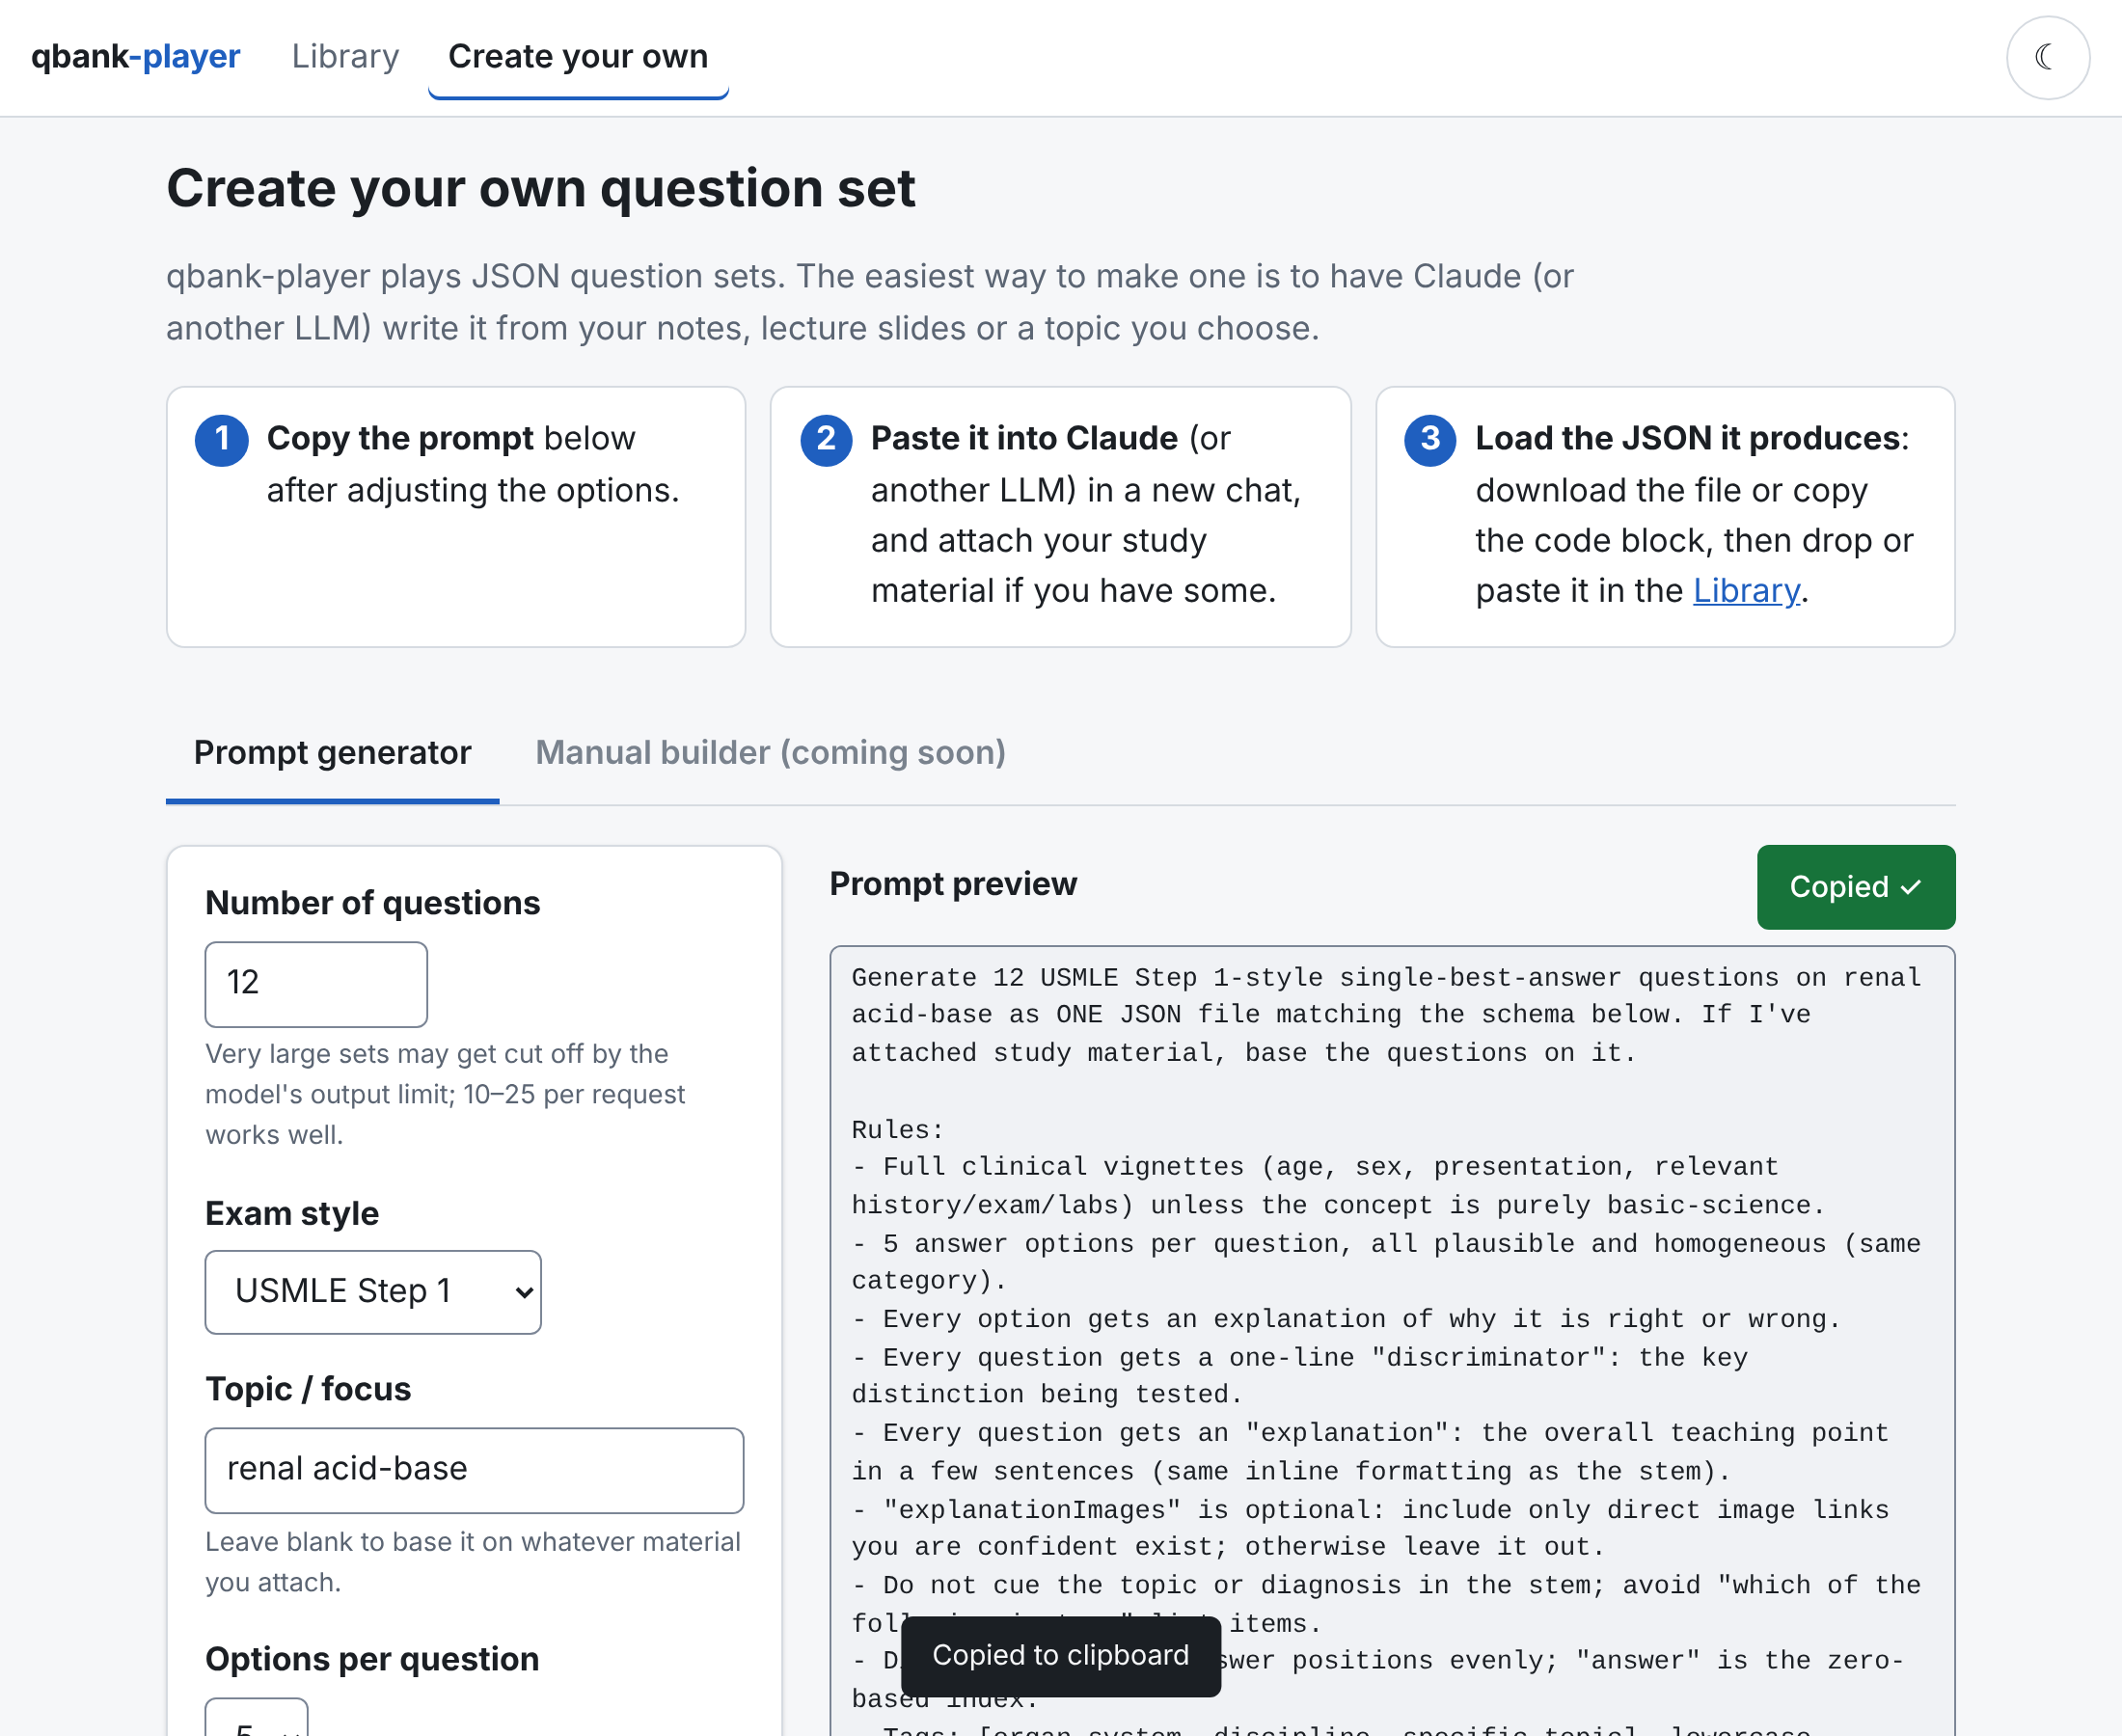 qbank-player Library Create your own
Create your own question set
qbank-player plays JSON question sets. The easiest way to make one is to have Claude (or
another LLM) write it from your notes, lecture slides or a topic you choose.
1 Copy the prompt below
after adjusting the options.
2 Paste it into Claude (or
another LLM) in a new chat,
and attach your study
material if you have some.
3 Load the JSON it produces:
download the file or copy
the code block, then drop or
paste it in the Library.
Prompt generator Manual builder (coming soon)
Number of questions
12
Very large sets may get cut off by the
model's output limit; 10–25 per request
works well.
Exam style
USMLE Step 1
Topic / focus
renal acid-base
Leave blank to base it on whatever material
you attach.
Options per question
5
Prompt preview
Copied ✓
Generate 12 USMLE Step 1-style single-best-answer questions on renal
acid-base as ONE JSON file matching the schema below. If I've
attached study material, base the questions on it.
Rules:
- Full clinical vignettes (age, sex, presentation, relevant
history/exam/labs) unless the concept is purely basic-science.
- 5 answer options per question, all plausible and homogeneous (same
category).
- Every option gets an explanation of why it is right or wrong.
- Every question gets a one-line "discriminator": the key
distinction being tested.
- Every question gets an "explanation": the overall teaching point
in a few sentences (same inline formatting as the stem).
- "explanationImages" is optional: include only direct image links
you are confident exist; otherwise leave it out.
- Do not cue the topic or diagnosis in the stem; avoid "which of the
items.
positions evenly; "answer" is the zero-
based index.
- Tags: [organ system, discipline, specific topic], lowercase
Copied to clipboard